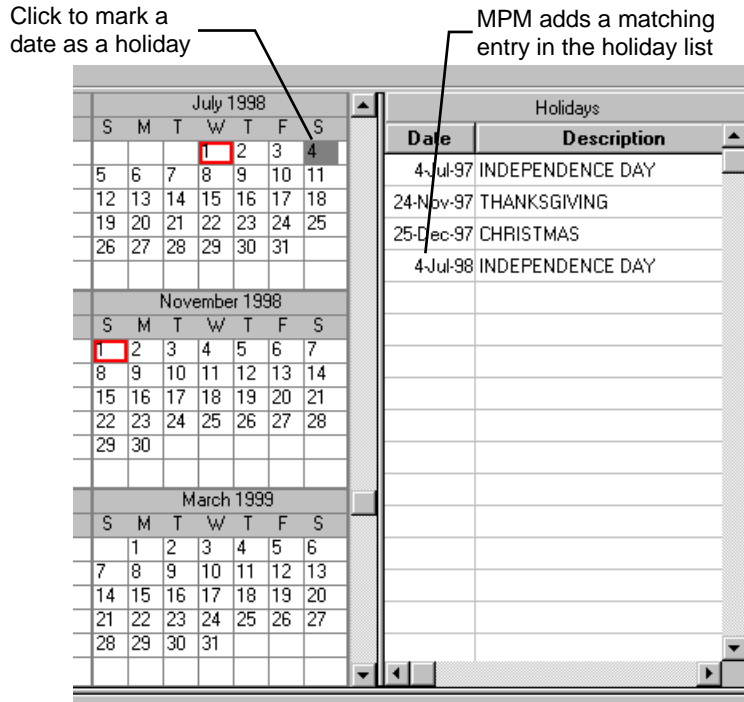 Click to mark a
date as a holiday
MPM adds a matching
entry in the holiday list
July 1998
S M T W T F S
1 2 3 4
5 6 7 8 9 10 11
12 13 14 15 16 17 18
19 20 21 22 23 24 25
26 27 28 29 30 31
November 1998
S M T W T F S
1 2 3 4 5 6 7
8 9 10 11 12 13 14
15 16 17 18 19 20 21
22 23 24 25 26 27 28
29 30
March 1999
S M T W T F S
1 2 3 4 5 6
7 8 9 10 11 12 13
14 15 16 17 18 19 20
21 22 23 24 25 26 27
28 29 30 31
Holidays
Date Description
4-Jul-97 INDEPENDENCE DAY
24-Nov-97 THANKSGIVING
25-Dec-97 CHRISTMAS
4-Jul-98 INDEPENDENCE DAY